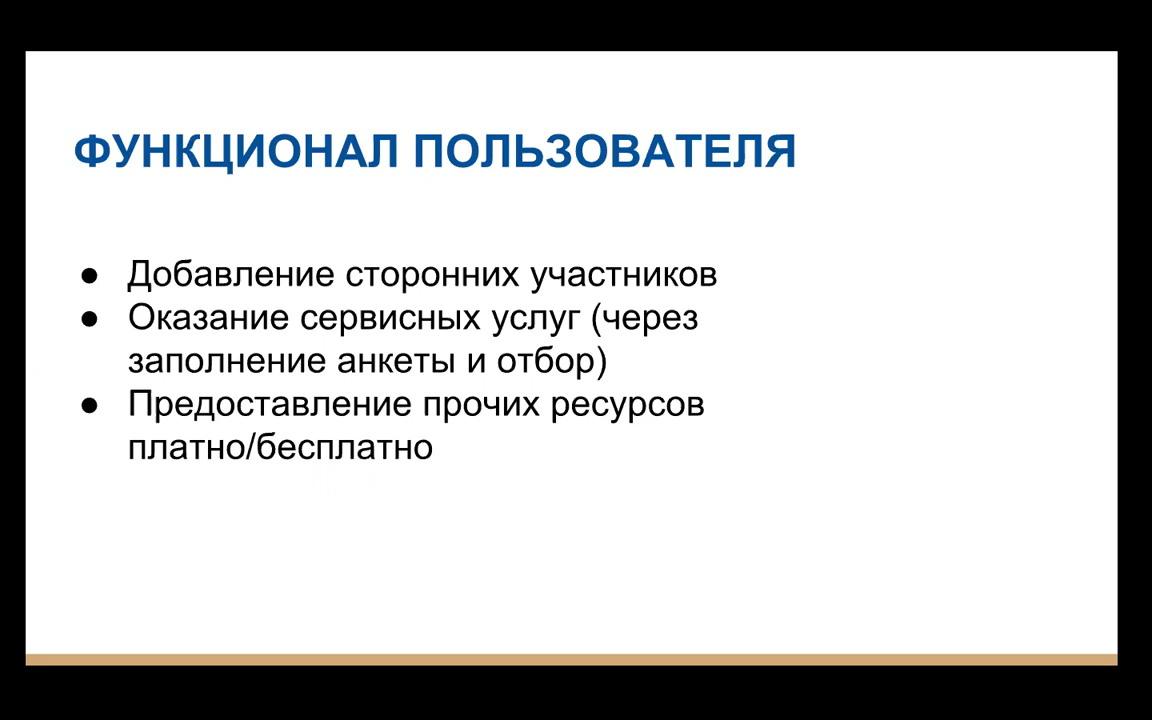 ФУНКЦИОНАЛ ПОЛЬЗОВАТЕЛЯ
● Добавление сторонних участников
● Оказание сервисных услуг (через
заполнение анкеты и отбор)
● Предоставление прочих ресурсов
платно/бесплатно